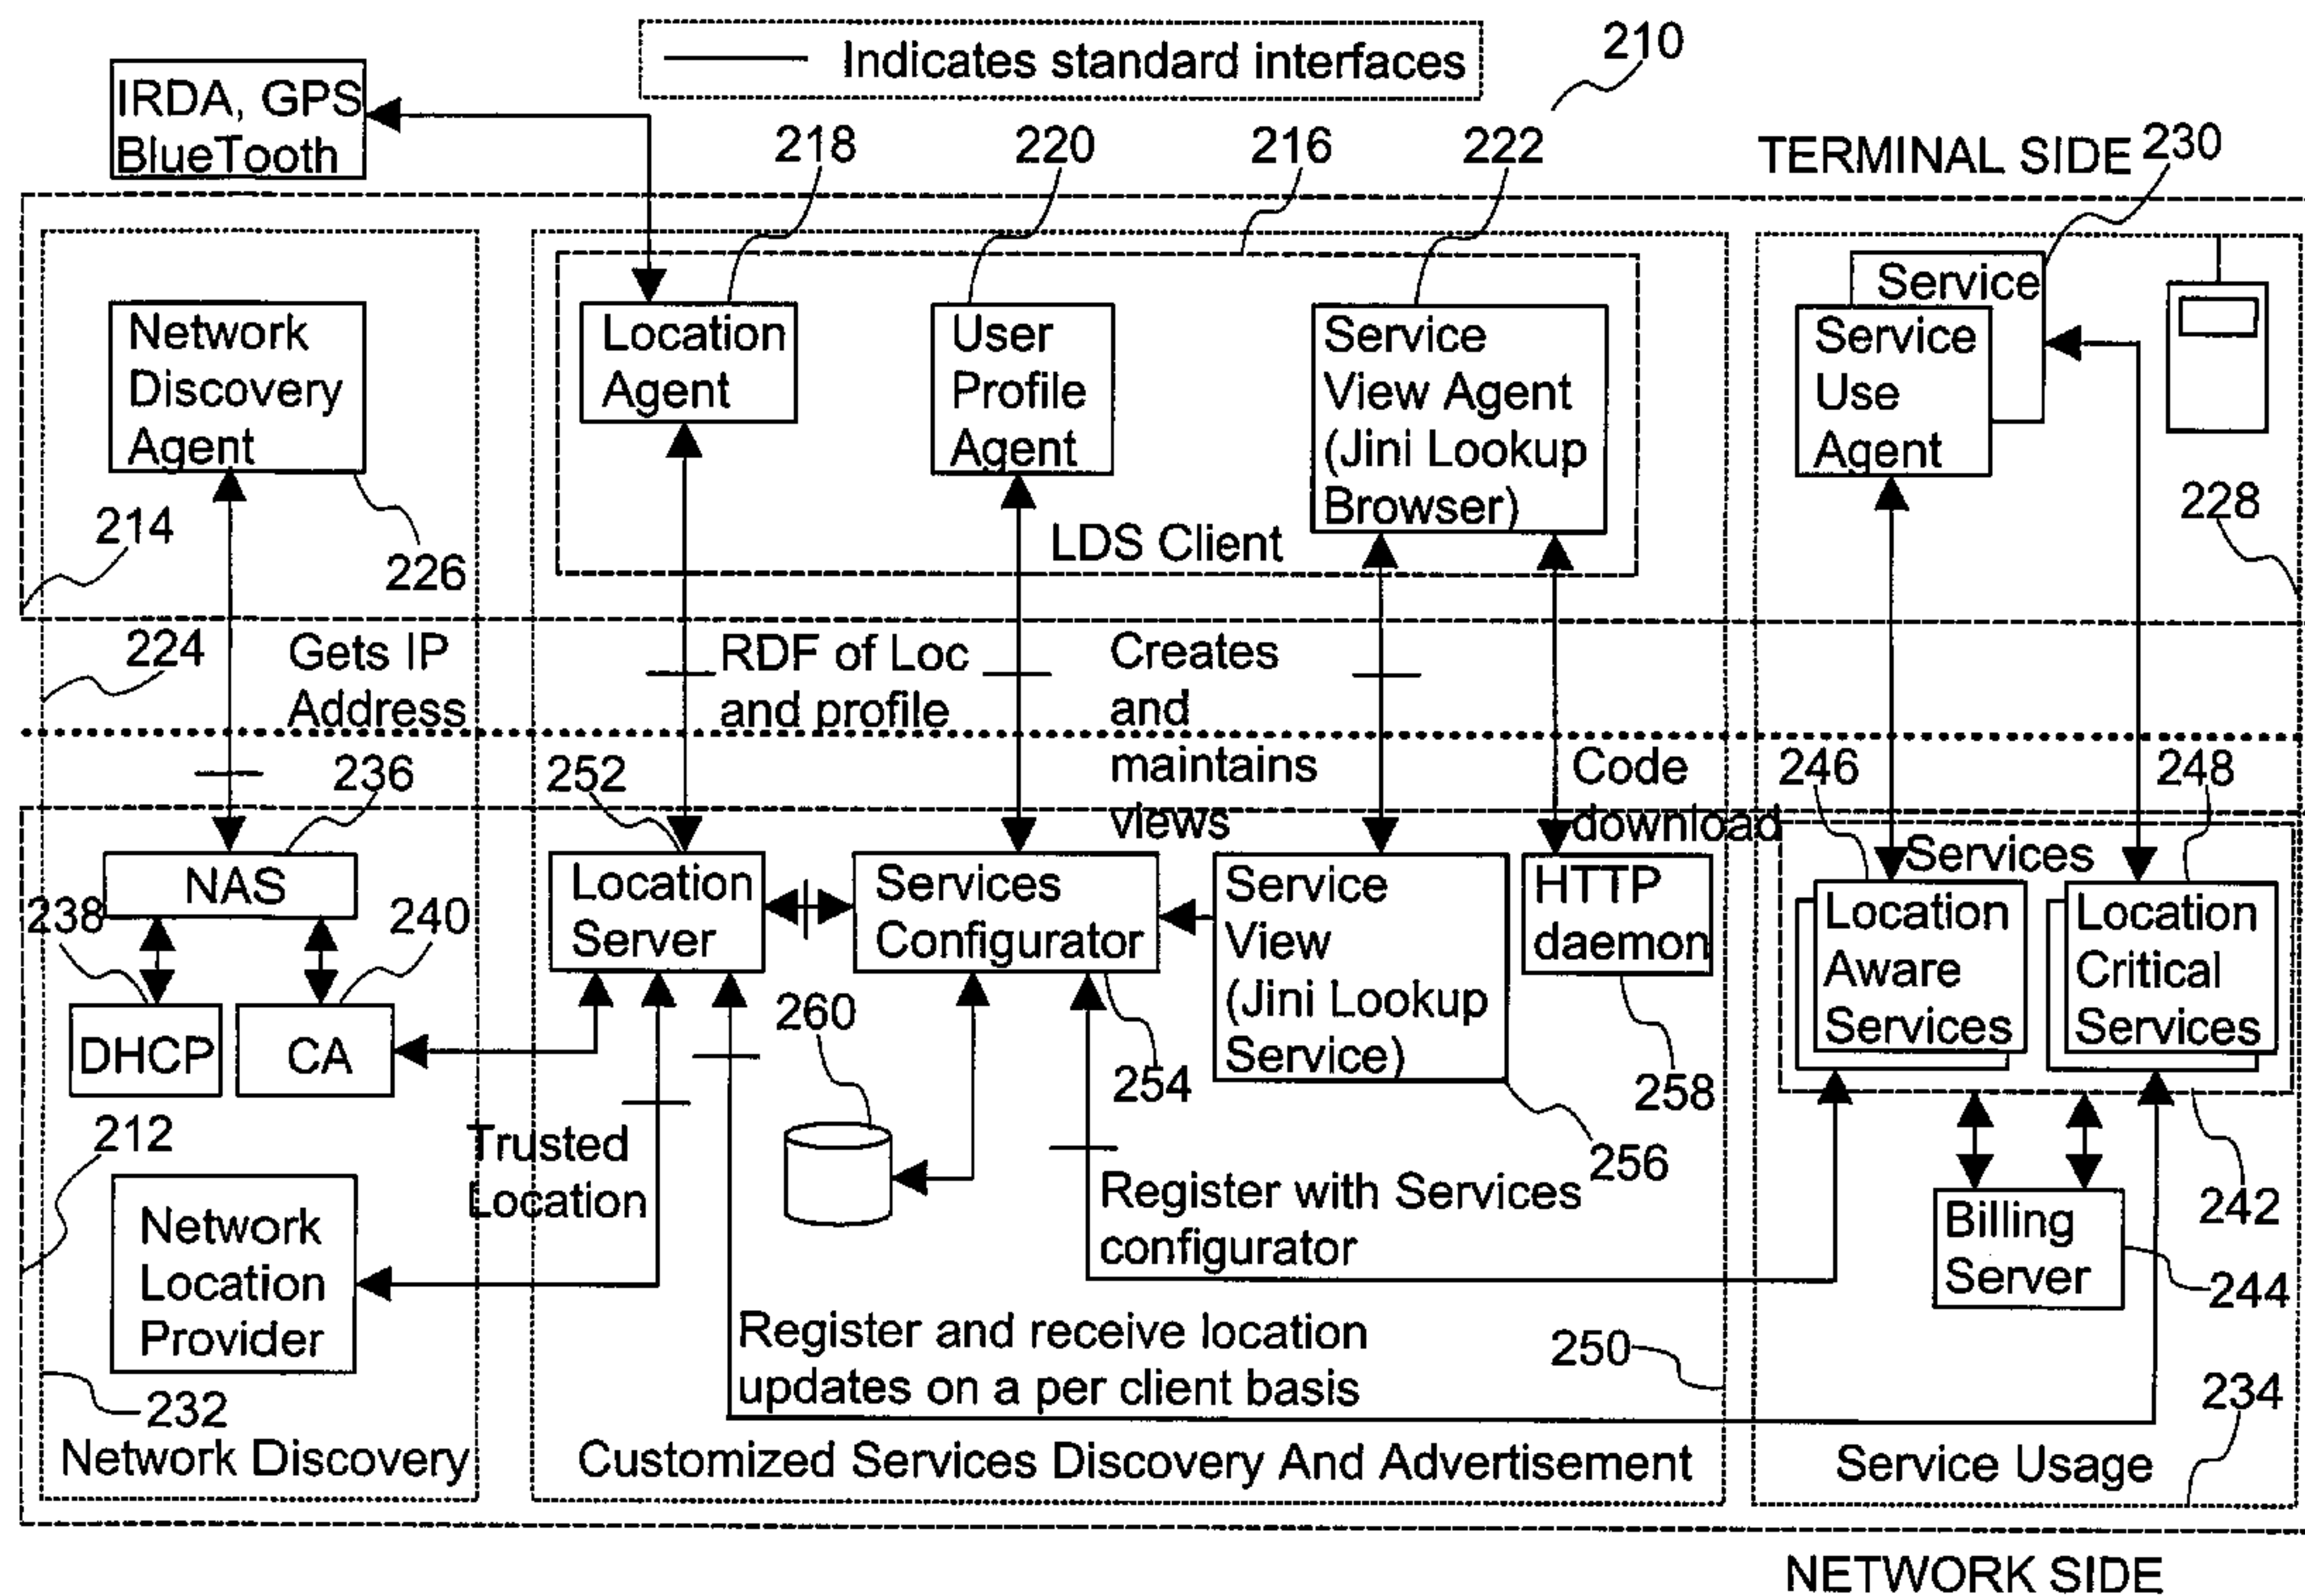 Indicates standard interfaces
210
IRDA, GPS
BlueTooth
218
220
216
222
TERMINAL SIDE
230
Network
Discovery
Agent
Location
Agent
User
Profile
Agent
Service
View Agent
(Jini Lookup
Browser)
Service
Service
Use
Agent
214
226
LDS Client
228
224
Gets IP
Address
RDF of Loc
and profile
Creates
and
maintains
views
Code
download
236
252
246
248
NAS
238
240
DHCP
CA
Location
Server
Services
Configurator
Service
View
(Jini Lookup
Service)
HTTP
daemon
Services
Location
Aware
Services
Location
Critical
Services
260
254
258
256
212
Trusted
Location
Register with Services
configurator
242
Billing
Server
244
Network
Location
Provider
Register and receive location
updates on a per client basis
250
232
234
Network Discovery
Customized Services Discovery And Advertisement
Service Usage
NETWORK SIDE